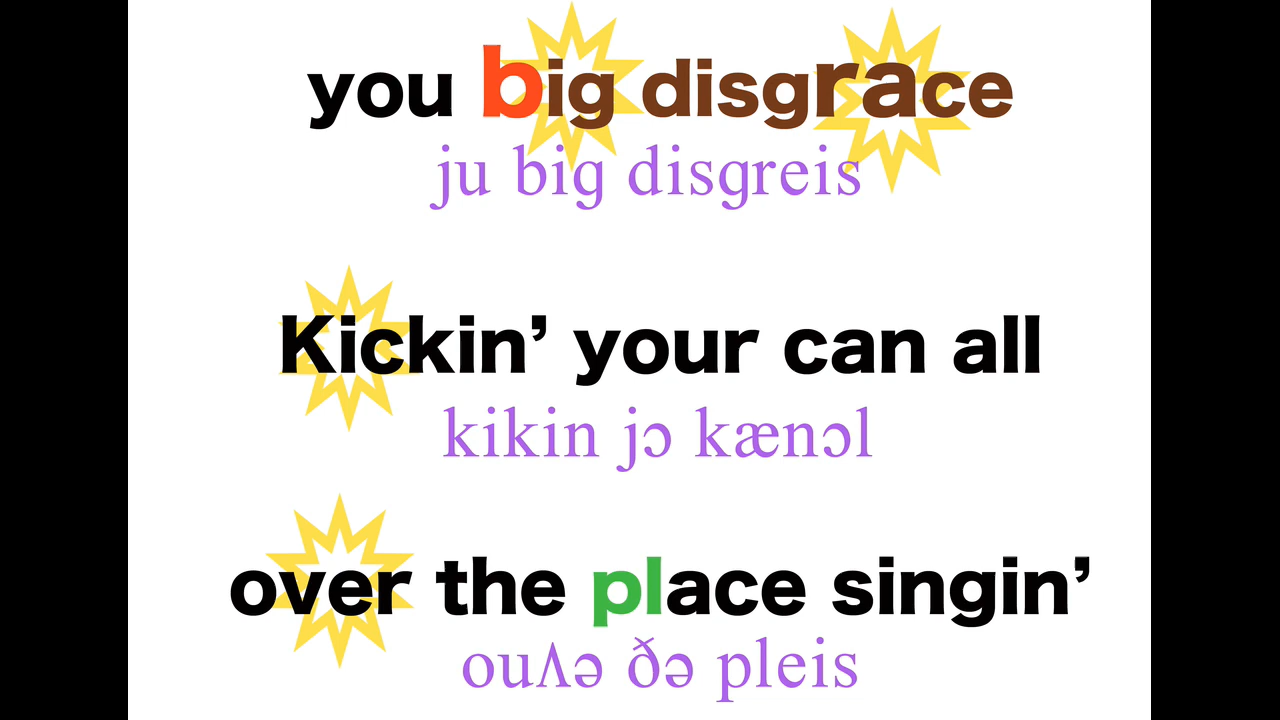 you big disgrace
ju big disgreis
Kickin’ your can all
kikin jɔ kænɔl
over the place singin’
ouΛə ðə pleis